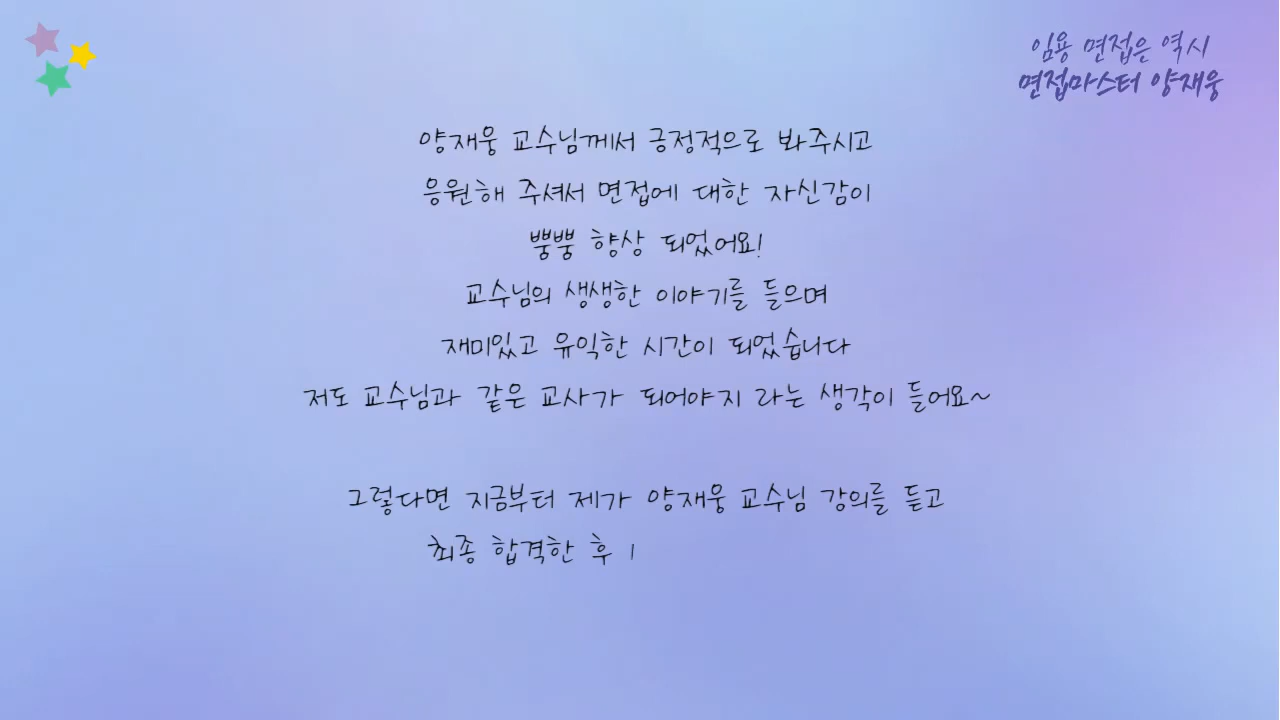 임용 면접은 역시
면접마스터 양재웅
양재웅 교수님께서 긍정적으로 봐주시고
응원해 주셔서 면접에 대한 자신감이
뿡뿡 향상 되었어요!
교수님의 생생한 이야기를 들으며
재미있고 유익한 시간이 되었습니다
저도 교수님과 같은 교사가 되어야지 라는 생각이 들어요~
그렇다면 지금부터 제가 양재웅 교수님 강의를 듣고
최종 합격한 후ㅣ